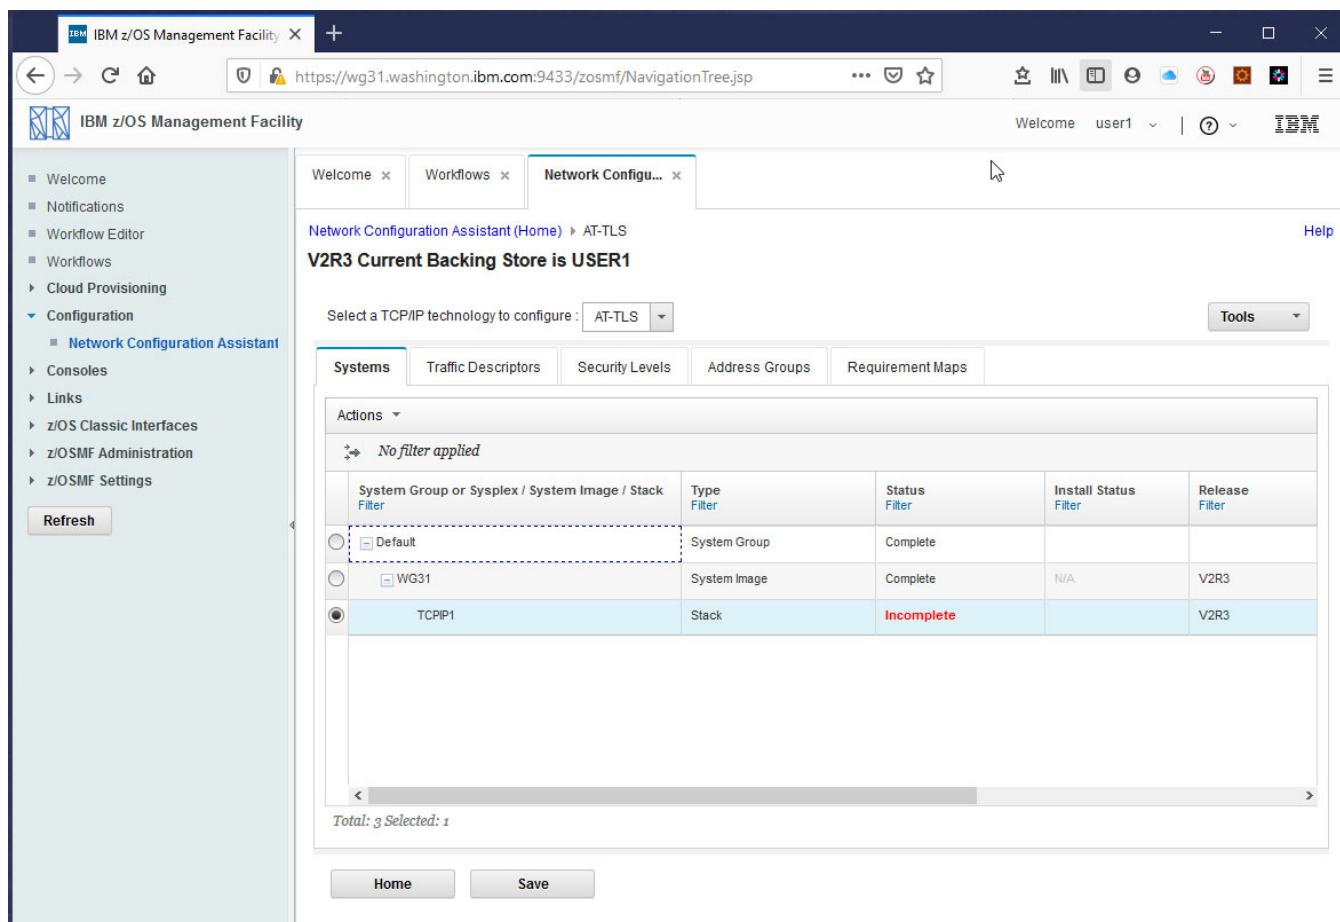 IBM IBM z/OS Management Facility
https://wg31.washington.ibm.com:9433/zosmf/NavigationTree.jsp
IBM z/OS Management Facility
Welcome user1
IBM
Welcome
Notifications
Workflow Editor
Workflows
Cloud Provisioning
Configuration
Network Configuration Assistant
Consoles
Links
z/OS Classic Interfaces
z/OSMF Administration
z/OSMF Settings
Refresh
Welcome Workflows Network Configu...
Network Configuration Assistant (Home) AT-TLS Help
V2R3 Current Backing Store is USER1
Select a TCP/IP technology to configure : AT-TLS Tools
Systems Traffic Descriptors Security Levels Address Groups Requirement Maps
Actions
No filter applied
System Group or Sysplex / System Image / Stack Type Status Install Status Release
Filter Filter Filter Filter Filter
Default System Group Complete
WG31 System Image Complete N/A V2R3
TCPIP1 Stack Incomplete V2R3
Total: 3 Selected: 1
Home Save